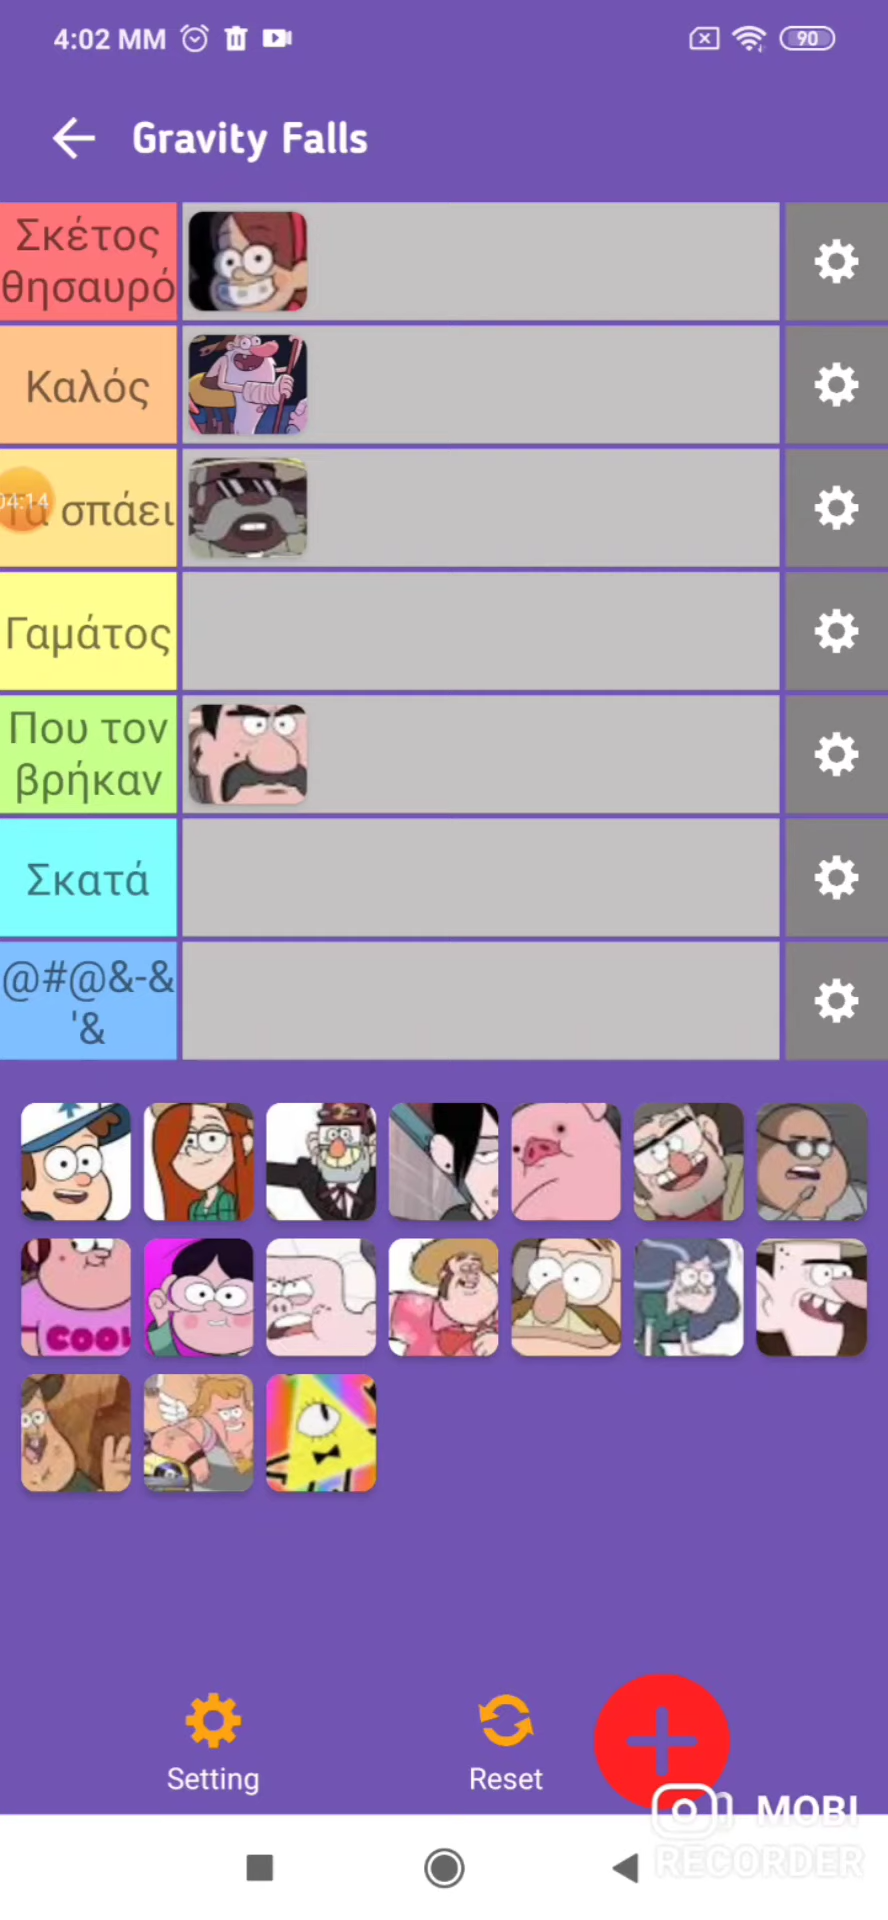 4:02 MM
90
Gravity Falls
Σκέτος
θησαυρό
Καλός
04:14
σπάει
Γαμάτος
Που τον
βρήκαν
Σκατά
@#@&-&
'&
COOL
Setting
Reset
MOBI
RECORDER